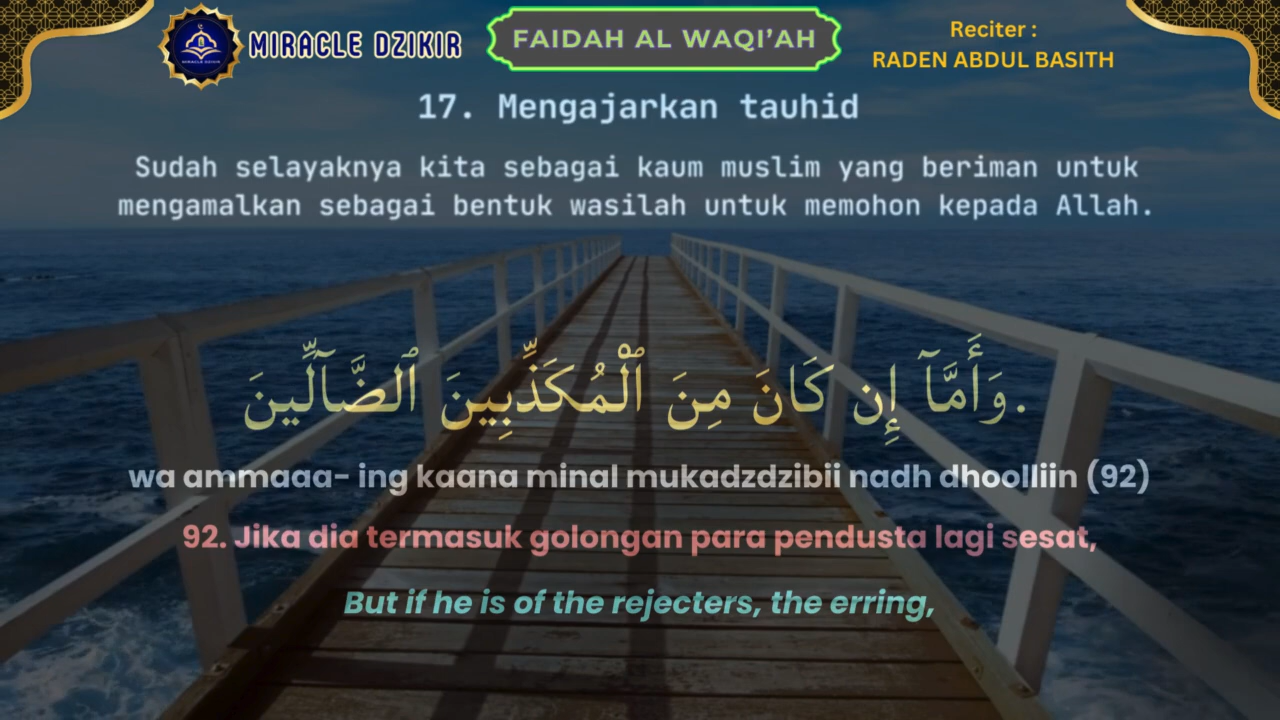 MIRACLE DZIKIR
FAIDAH AL WAQI'AH
Reciter :
RADEN ABDUL BASITH
17. Mengajarkan tauhid
Sudah selayaknya kita sebagai kaum muslim yang beriman untuk
mengamalkan sebagai bentuk wasilah untuk memohon kepada Allah.
.وَأَمَّآ إِن كَانَ مِنَ ٱلْمُكَذِّبِينَ ٱلضَّآلِّينَ
wa ammaaa- ing kaana minal mukadzdzibii nadh dhoolliin (92)
92. Jika dia termasuk golongan para pendusta lagi sesat,
But if he is of the rejecters, the erring,